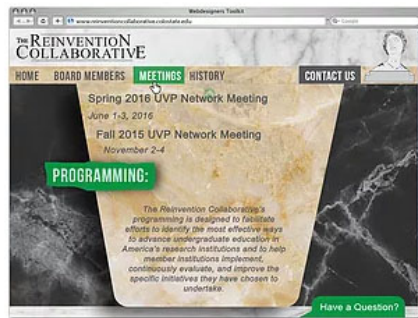 Webdesigners Toolkit
www.reinventioncollaborative.colostate.edu
Google
THE REINVENTION
COLLABORATIVE
HOME BOARD MEMBERS MEETINGS HISTORY CONTACT US
Spring 2016 UVP Network Meeting
June 1-3, 2016
Fall 2015 UVP Network Meeting
November 2-4
PROGRAMMING:
The Reinvention Collaborative's
programming is designed to fabilitate
efforts to identify the most effective ways
to advance undergraduate education in
America's research institutions and to help
member institutions implement,
continuously evaluate, and improve the
specific initiatives they have chosen to
undertake.
Have a Question?